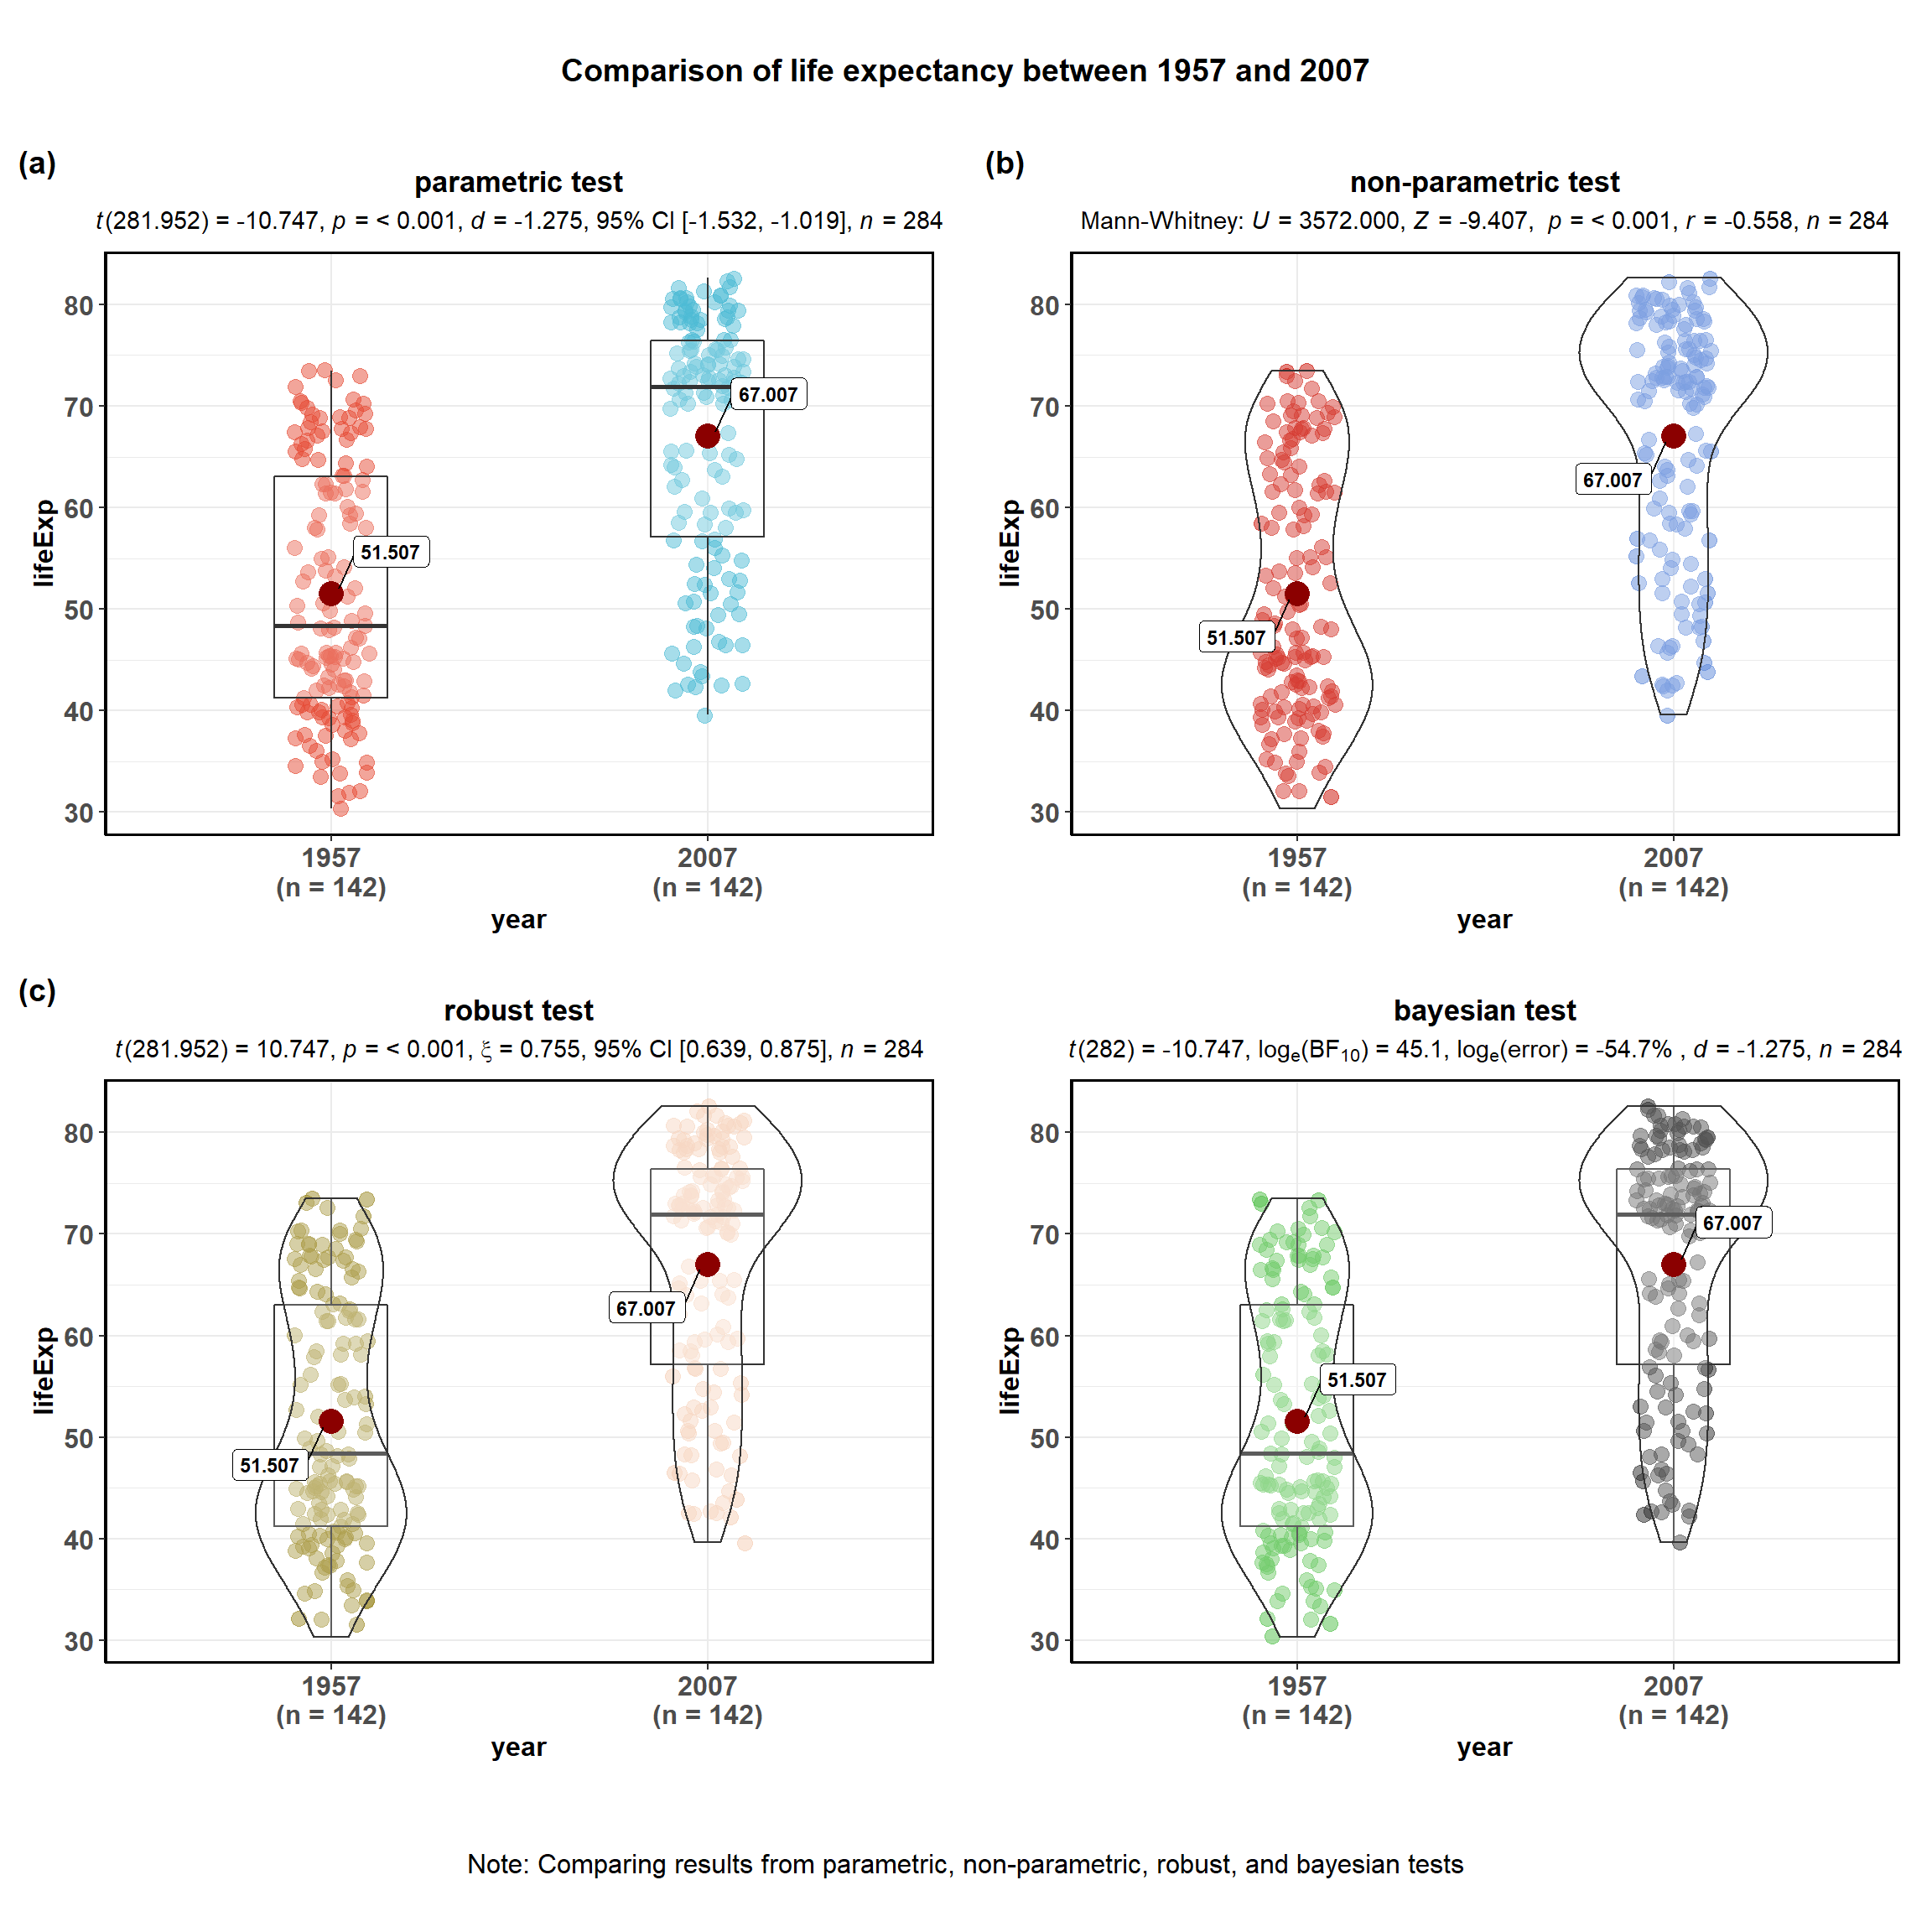 Comparison of life expectancy between 1957 and 2007
(a)
parametric test
t(281.952) = -10.747, p = < 0.001, d = -1.275, 95% CI [-1.532, -1.019], n = 284
lifeExp
80
70
60
50
40
30
67.007
51.507
1957
(n = 142)
2007
(n = 142)
year
(b)
non-parametric test
Mann-Whitney: U = 3572.000, Z = -9.407, p = < 0.001, r = -0.558, n = 284
lifeExp
80
70
60
50
40
30
67.007
51.507
1957
(n = 142)
2007
(n = 142)
year
(c)
robust test
t(281.952) = 10.747, p = < 0.001, ξ = 0.755, 95% CI [0.639, 0.875], n = 284
lifeExp
80
70
60
50
40
30
67.007
51.507
1957
(n = 142)
2007
(n = 142)
year
bayesian test
t(282) = -10.747, logₑ(BF₁₀) = 45.1, logₑ(error) = -54.7% , d = -1.275, n = 284
lifeExp
80
70
60
50
40
30
67.007
51.507
1957
(n = 142)
2007
(n = 142)
year
Note: Comparing results from parametric, non-parametric, robust, and bayesian tests